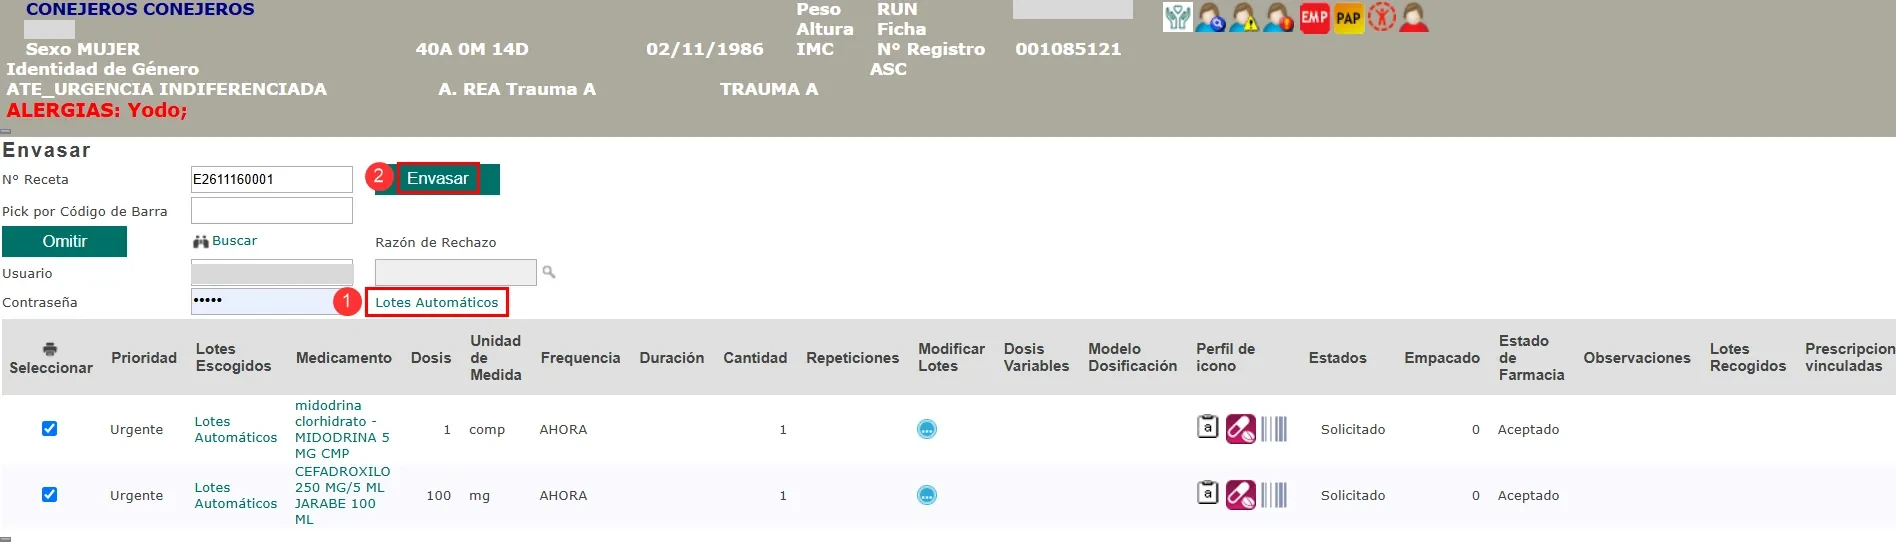 CONEJEROS CONEJEROS Peso RUN
Altura Ficha
Sexo MUJER 40A 0M 14D 02/11/1986 IMC Nº Registro 001085121
Identidad de Género ASC
ATE_URGENCIA INDIFERENCIADA A. REA Trauma A TRAUMA A
ALERGIAS: Yodo;
EMP PAP
Envasar
Nº Receta E2611160001 2 Envasar
Pick por Código de Barra
Omitir Buscar Razón de Rechazo
Usuario
Contraseña ••••• 1 Lotes Automáticos
Seleccionar Prioridad Lotes Escogidos Medicamento Dosis Unidad de Medida Frequencia Duración Cantidad Repeticiones Modificar Lotes Dosis Variables Modelo Dosificación Perfil de icono Estados Empacado Estado de Farmacia Observaciones Lotes Recogidos Prescripcion vinculadas
Urgente Lotes Automáticos midodrina clorhidrato - MIDODRINA 5 MG CMP 1 comp AHORA 1 a Solicitado 0 Aceptado
Urgente Lotes Automáticos CEFADROXILO 250 MG/5 ML JARABE 100 ML 100 mg AHORA 1 a Solicitado 0 Aceptado